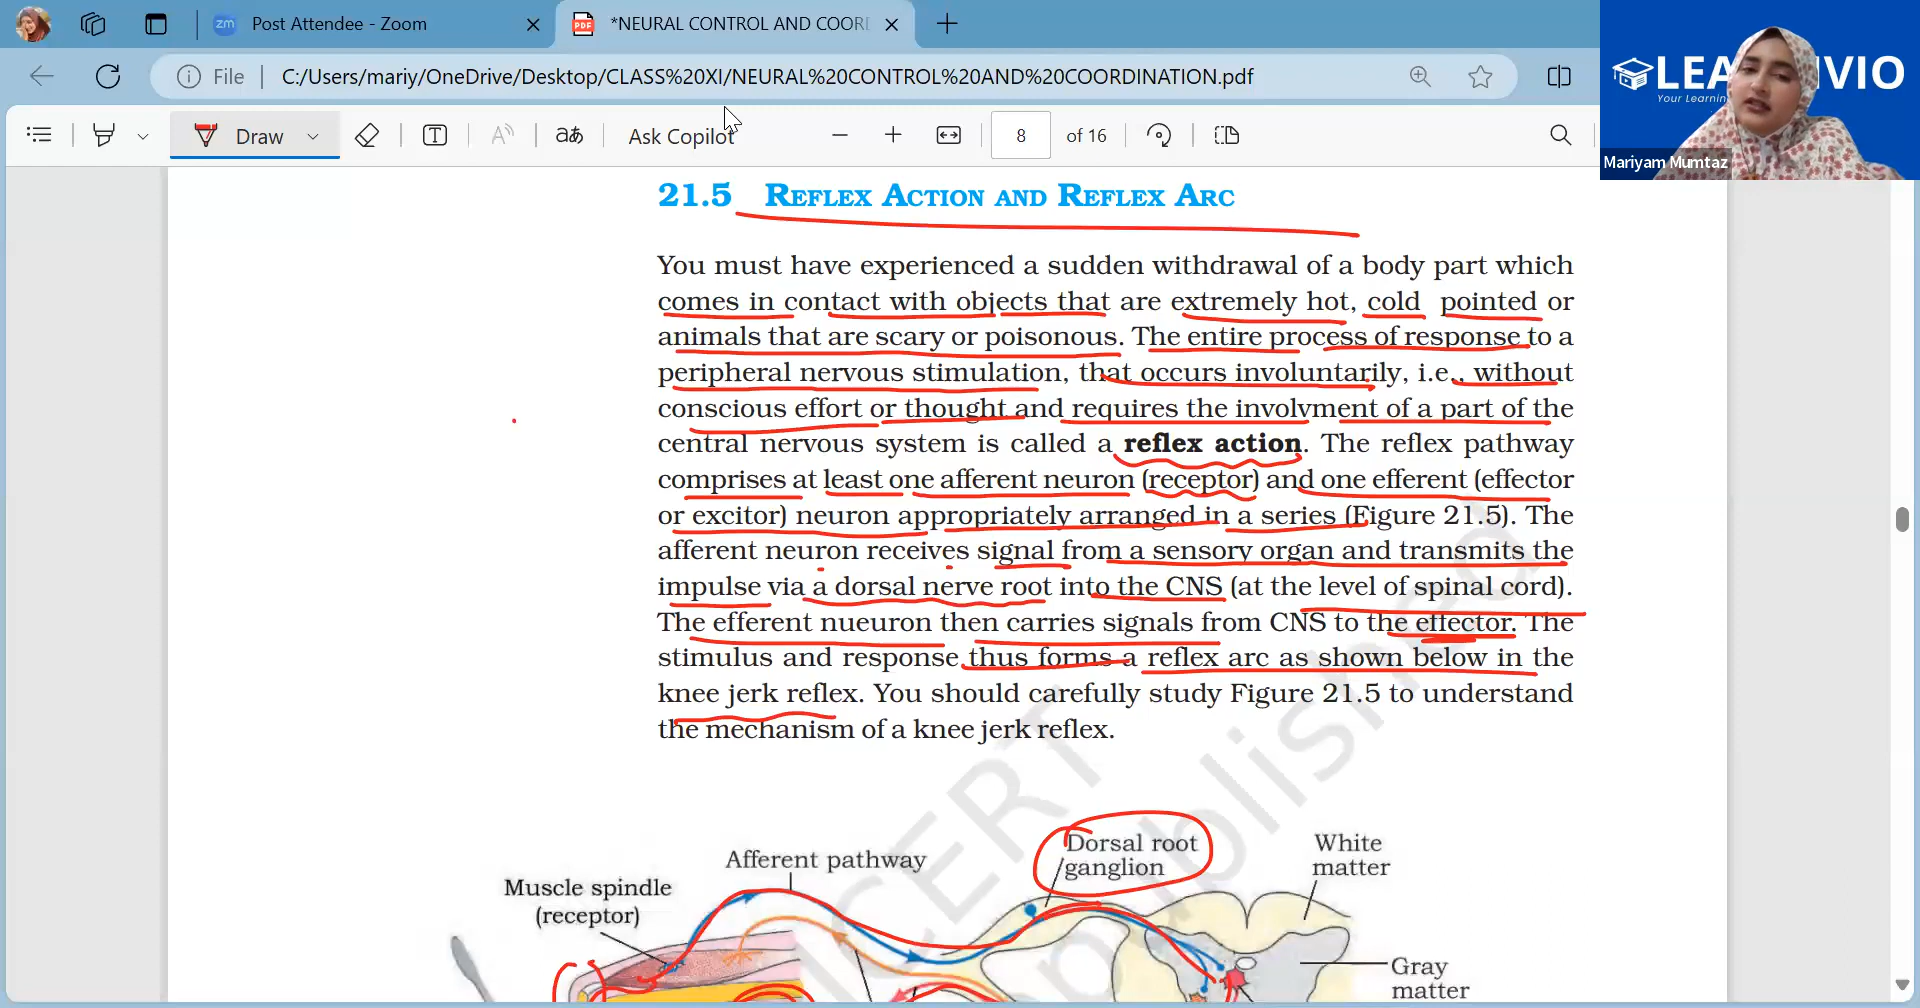 zm Post Attendee - Zoom
PDF *NEURAL CONTROL AND COORI
File C:/Users/mariy/OneDrive/Desktop/CLASS%20XI/NEURAL%20CONTROL%20AND%20COORDINATION.pdf
Draw T A aあ Ask Copilot 8 of 16
Your Learnin
Mariyam Mumtaz
21.5 REFLEX ACTION AND REFLEX ARC
You must have experienced a sudden withdrawal of a body part which
comes in contact with objects that are extremely hot, cold pointed or
animals that are scary or poisonous. The entire process of response to a
peripheral nervous stimulation, that occurs involuntarily, i.e., without
conscious effort or thought and requires the involvment of a part of the
central nervous system is called a reflex action. The reflex pathway
comprises at least one afferent neuron (receptor) and one efferent (effector
or excitor) neuron appropriately arranged in a series (Figure 21.5). The
afferent neuron receives signal from a sensory organ and transmits the
impulse via a dorsal nerve root into the CNS (at the level of spinal cord).
The efferent nueuron then carries signals from CNS to the effector. The
stimulus and response thus forms a reflex arc as shown below in the
knee jerk reflex. You should carefully study Figure 21.5 to understand
the mechanism of a knee jerk reflex.
Dorsal root
ganglion
White
matter
Afferent pathway
Muscle spindle
(receptor)
Gray
matter